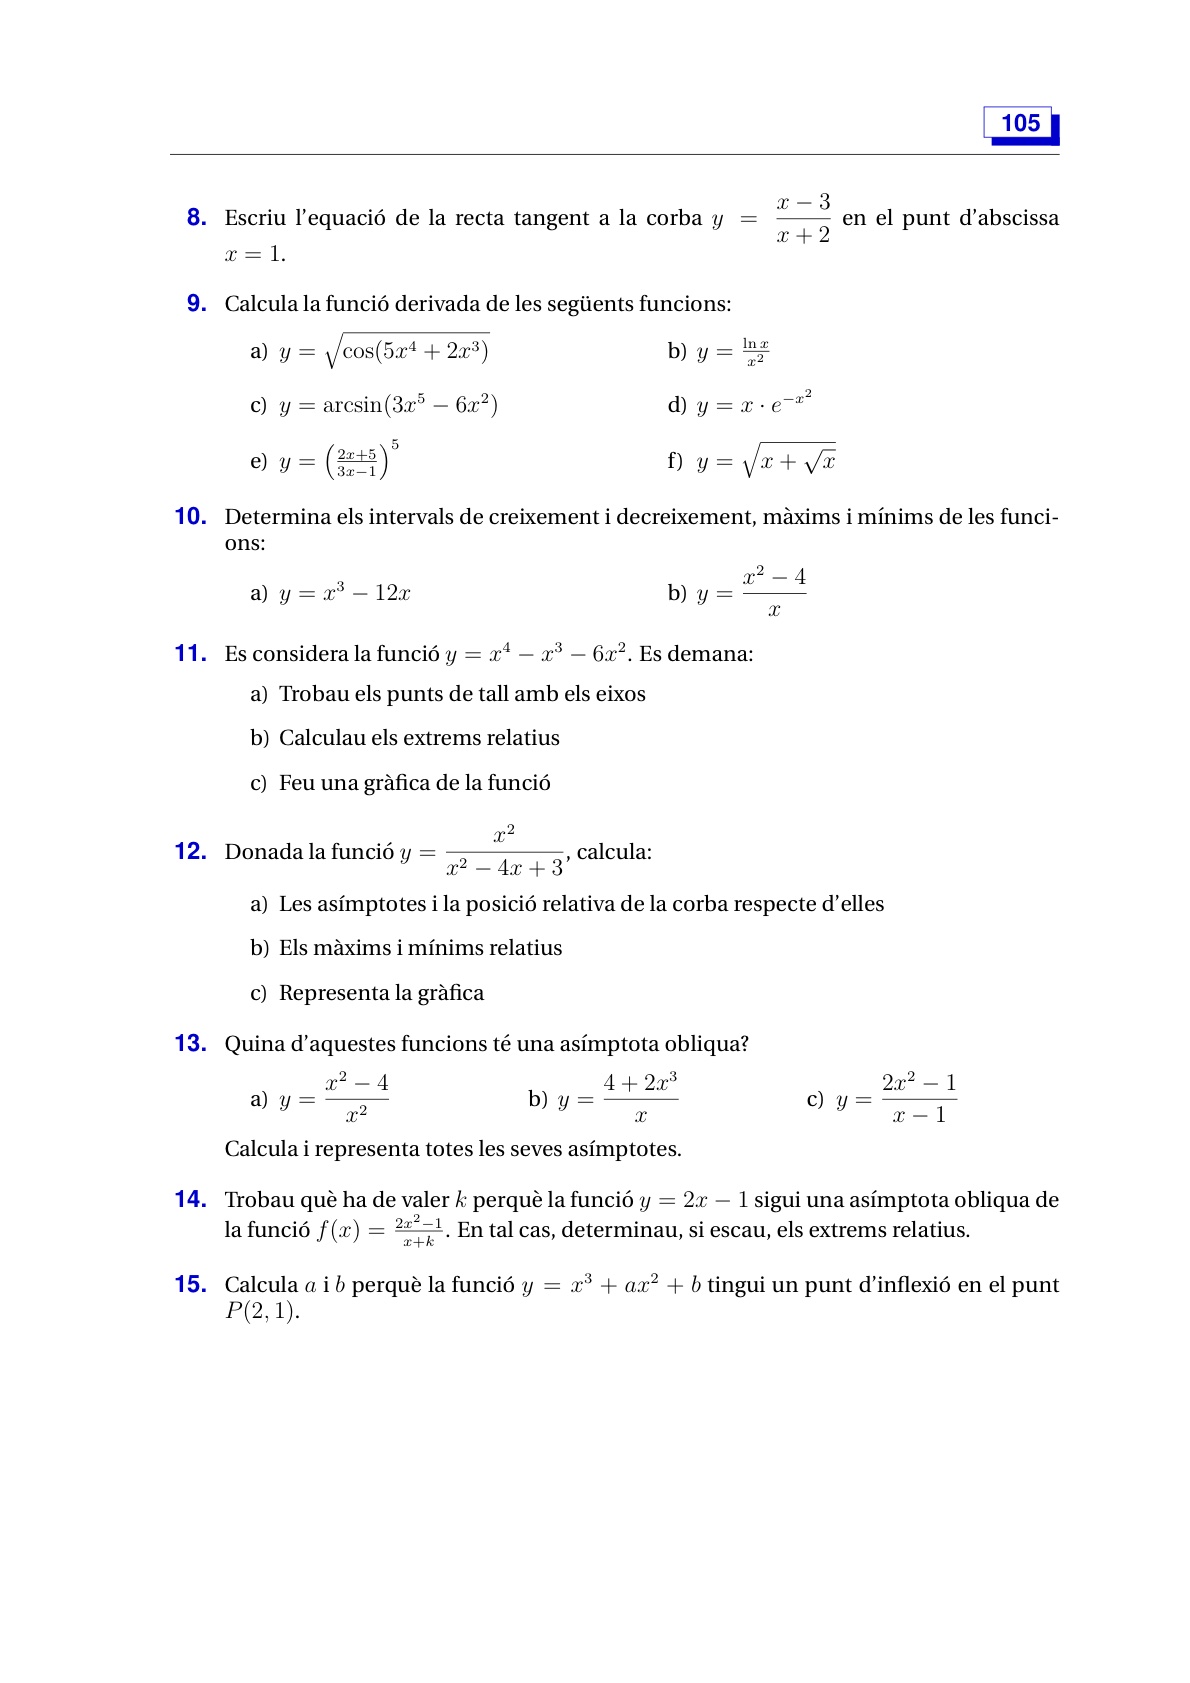 105
8. Escriu l'equació de la recta tangent a la corba y = \frac{x-3}{x+2} en el punt d'abscissa
x = 1.
9. Calcula la funció derivada de les següents funcions:
a) y = \sqrt{\cos(5x^4 + 2x^3)} b) y = \frac{\ln x}{x^2}
c) y = arcsin(3x^5 − 6x^2) d) y = x · e^{−x^2}
e) y = \left(\frac{2x+5}{3x−1}\right)^5 f) y = \sqrt{x + \sqrt{x}}
10. Determina els intervals de creixement i decreixement, màxims i mínims de les funci-
ons:
a) y = x^3 − 12x b) y = \frac{x^2 − 4}{x}
11. Es considera la funció y = x^4 − x^3 − 6x^2. Es demana:
a) Trobau els punts de tall amb els eixos
b) Calculau els extrems relatius
c) Feu una gràfica de la funció
12. Donada la funció y = \frac{x^2}{x^2 − 4x + 3}, calcula:
a) Les asímptotes i la posició relativa de la corba respecte d'elles
b) Els màxims i mínims relatius
c) Representa la gràfica
13. Quina d'aquestes funcions té una asímptota obliqua?
a) y = \frac{x^2 − 4}{x^2} b) y = \frac{4 + 2x^3}{x} c) y = \frac{2x^2 − 1}{x − 1}
Calcula i representa totes les seves asímptotes.
14. Trobau què ha de valer k perquè la funció y = 2x − 1 sigui una asímptota obliqua de
la funció f(x) = \frac{2x^2−1}{x+k}. En tal cas, determinau, si escau, els extrems relatius.
15. Calcula a i b perquè la funció y = x^3 + ax^2 + b tingui un punt d'inflexió en el punt
P(2, 1).